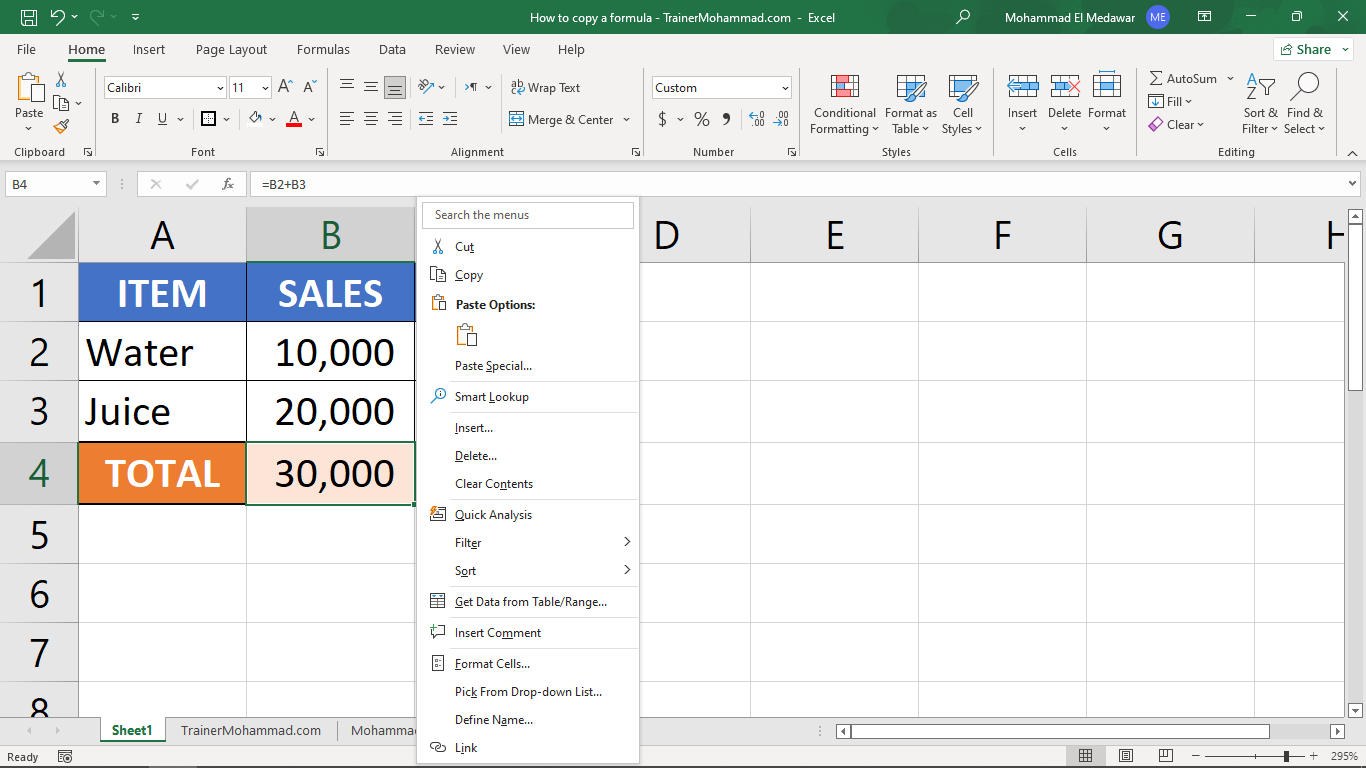 How to copy a formula - TrainerMohammad.com - Excel
Mohammad El Medawar ME
File Home Insert Page Layout Formulas Data Review View Help Share
Paste
Clipboard
Calibri 11
B I U A
Font
ab Wrap Text
Merge & Center
Alignment
Custom
$ % 9
Number
Conditional Formatting
Format as Table
Cell Styles
Styles
Insert Delete Format
Cells
AutoSum
Fill
Clear
Sort & Filter
Find & Select
Editing
B4 fx =B2+B3
A B D E F G H
1 ITEM SALES
2 Water 10,000
3 Juice 20,000
4 TOTAL 30,000
5
6
7
8
Search the menus
Cut
Copy
Paste Options:
Paste Special...
Smart Lookup
Insert...
Delete...
Clear Contents
Quick Analysis
Filter
Sort
Get Data from Table/Range...
Insert Comment
Format Cells...
Pick From Drop-down List...
Define Name...
Link
Sheet1 TrainerMohammad.com
Ready 295%